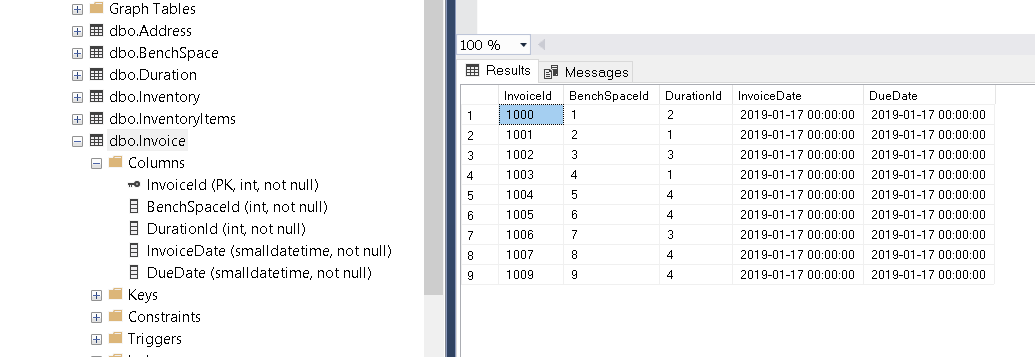 Graph Tables
dbo.Address
dbo.BenchSpace
dbo.Duration
dbo.Inventory
dbo.InventoryItems
dbo.Invoice
Columns
InvoiceId (PK, int, not null)
BenchSpaceId (int, not null)
DurationId (int, not null)
InvoiceDate (smalldatetime, not null)
DueDate (smalldatetime, not null)
Keys
Constraints
Triggers
100 %
Results Messages
InvoiceId BenchSpaceId DurationId InvoiceDate DueDate
1 1000 1 2 2019-01-17 00:00:00 2019-01-17 00:00:00
2 1001 2 1 2019-01-17 00:00:00 2019-01-17 00:00:00
3 1002 3 3 2019-01-17 00:00:00 2019-01-17 00:00:00
4 1003 4 1 2019-01-17 00:00:00 2019-01-17 00:00:00
5 1004 5 4 2019-01-17 00:00:00 2019-01-17 00:00:00
6 1005 6 4 2019-01-17 00:00:00 2019-01-17 00:00:00
7 1006 7 3 2019-01-17 00:00:00 2019-01-17 00:00:00
8 1007 8 4 2019-01-17 00:00:00 2019-01-17 00:00:00
9 1009 9 4 2019-01-17 00:00:00 2019-01-17 00:00:00